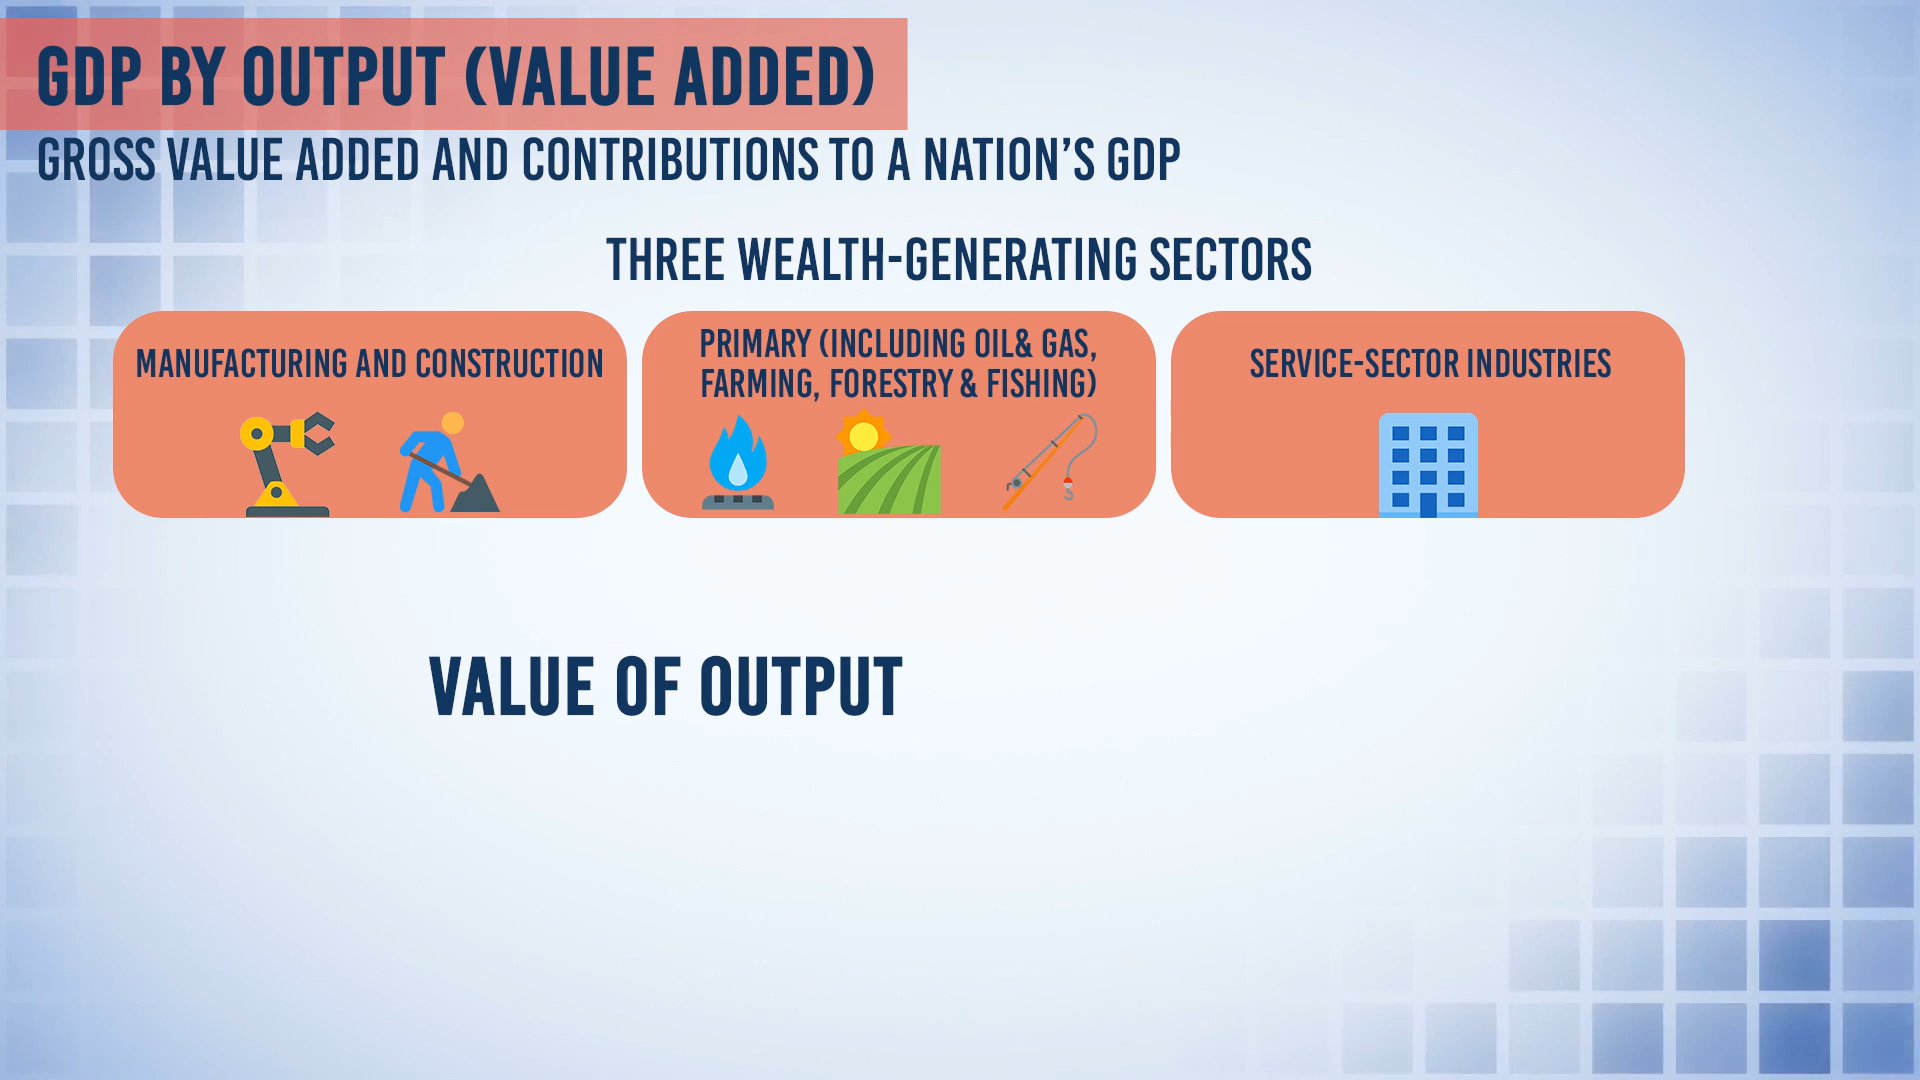 GDP BY OUTPUT (VALUE ADDED)
GROSS VALUE ADDED AND CONTRIBUTIONS TO A NATION’S GDP
THREE WEALTH-GENERATING SECTORS
MANUFACTURING AND CONSTRUCTION
PRIMARY (INCLUDING OIL& GAS,
FARMING, FORESTRY & FISHING)
SERVICE-SECTOR INDUSTRIES
VALUE OF OUTPUT